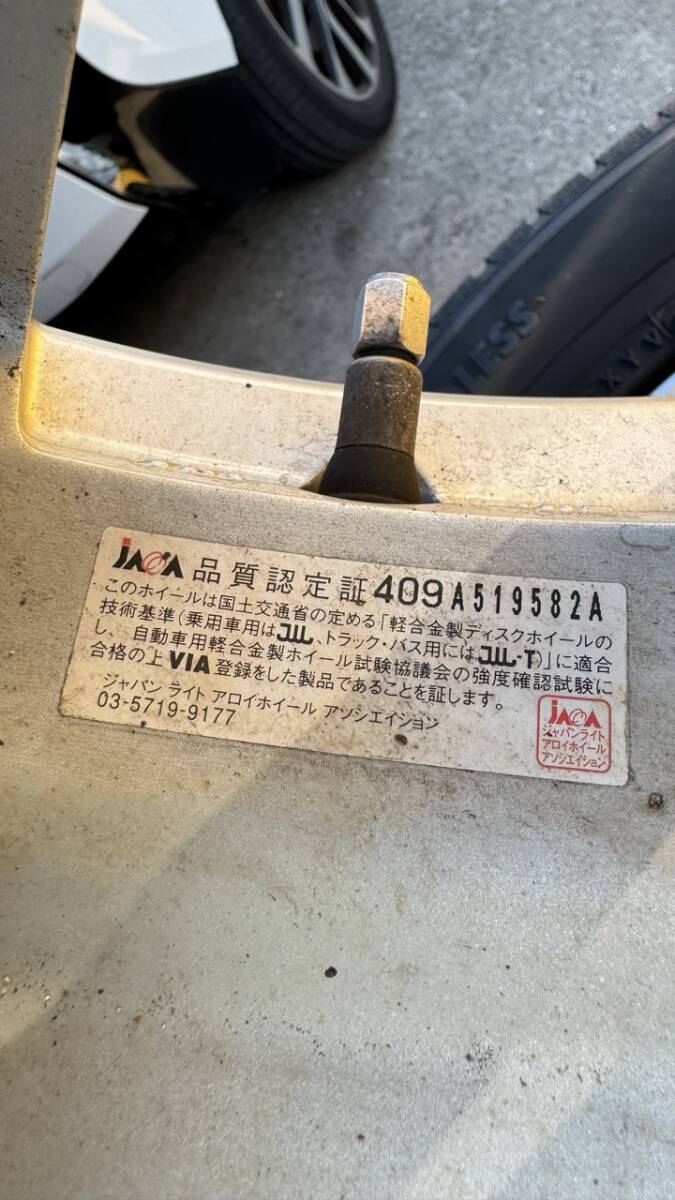 LESS
XY V
JAWA 品質認定証 409A519582A
このホイールは国土交通省の定める「軽合金製ディスクホイールの
技術基準(乗用車用はJWL、トラック・バス用にはJWL-T)」に適合
し、自動車用軽合金製ホイール試験協議会の強度確認試験に
合格の上VIA登録をした製品であることを証します。
ジャパン ライト アロイホイール アソシエイション
03-5719-9177
JAWA
ジャパンライト
アロイホイール
アソシエイション